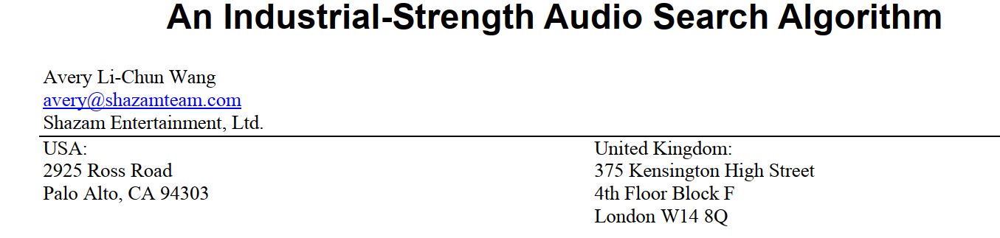 An Industrial-Strength Audio Search Algorithm
Avery Li-Chun Wang
avery@shazamteam.com
Shazam Entertainment, Ltd.
USA:
2925 Ross Road
Palo Alto, CA 94303
United Kingdom:
375 Kensington High Street
4th Floor Block F
London W14 8Q